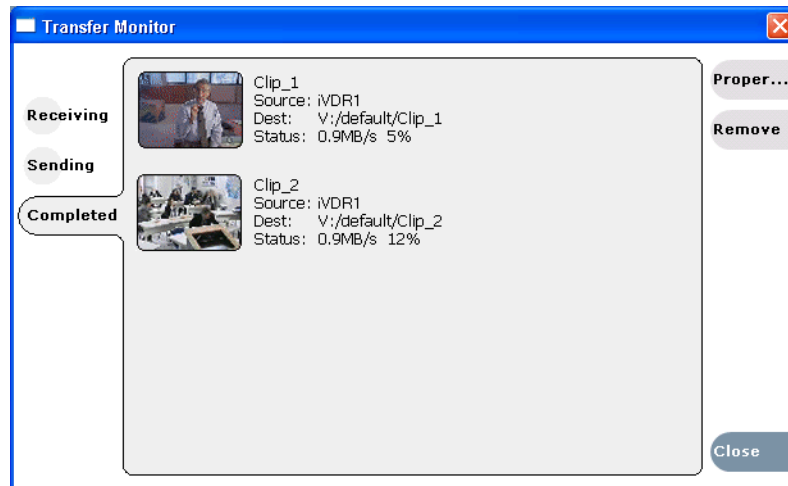 Transfer Monitor
Receiving
Sending
Completed
Clip_1
Source: iVDR1
Dest: V:/default/Clip_1
Status: 0.9MB/s 5%
Clip_2
Source: iVDR1
Dest: V:/default/Clip_2
Status: 0.9MB/s 12%
Proper...
Remove
Close